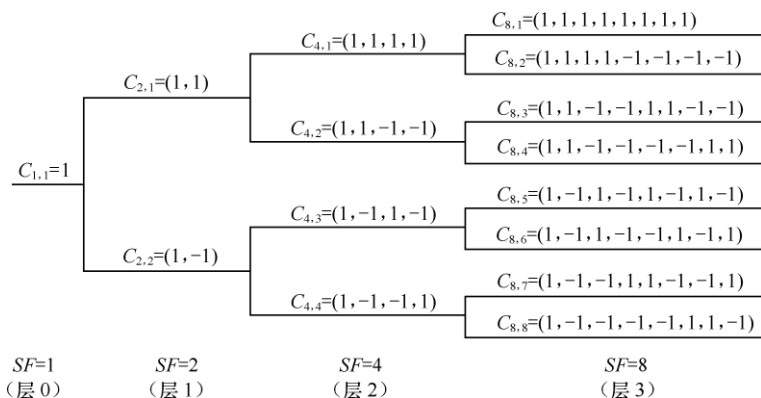 C8,1=(1,1,1,1,1,1,1,1)
C4,1=(1,1,1,1)
C8,2=(1,1,1,1,-1,-1,-1,-1)
C2,1=(1,1)
C8,3=(1,1,-1,-1,1,1,-1,-1)
C4,2=(1,1,-1,-1)
C8,4=(1,1,-1,-1,-1,-1,1,1)
C1,1=1
C8,5=(1,-1,1,-1,1,-1,1,-1)
C4,3=(1,-1,1,-1)
C8,6=(1,-1,1,-1,-1,1,-1,1)
C2,2=(1,-1)
C8,7=(1,-1,-1,1,1,-1,-1,1)
C4,4=(1,-1,-1,1)
C8,8=(1,-1,-1,-1,-1,1,1,-1)
SF=1 SF=2 SF=4 SF=8
(层0) (层1) (层2) (层3)